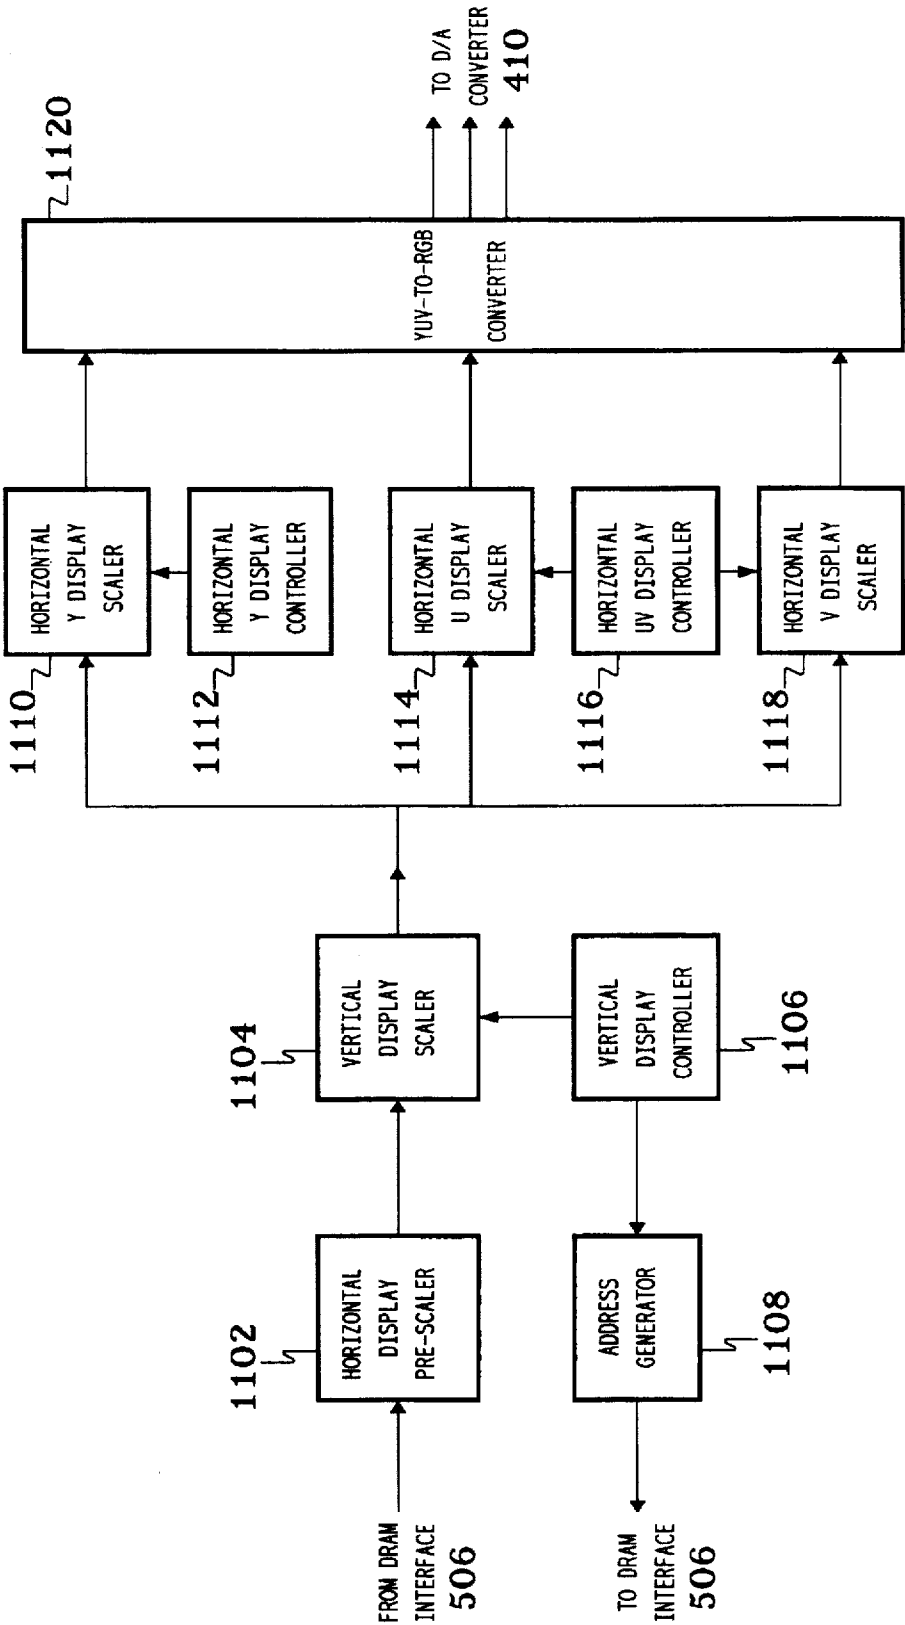 FROM DRAM
INTERFACE
506
1102
HORIZONTAL
DISPLAY
PRE-SCALER
1104
VERTICAL
DISPLAY
SCALER
TO DRAM
INTERFACE
506
ADDRESS
GENERATOR
1108
VERTICAL
DISPLAY
CONTROLLER
1106
1110
HORIZONTAL
Y DISPLAY
SCALER
1112
HORIZONTAL
Y DISPLAY
CONTROLLER
1114
HORIZONTAL
U DISPLAY
SCALER
1116
HORIZONTAL
UV DISPLAY
CONTROLLER
1118
HORIZONTAL
V DISPLAY
SCALER
1120
YUV-TO-RGB
CONVERTER
TO D/A
CONVERTER
410